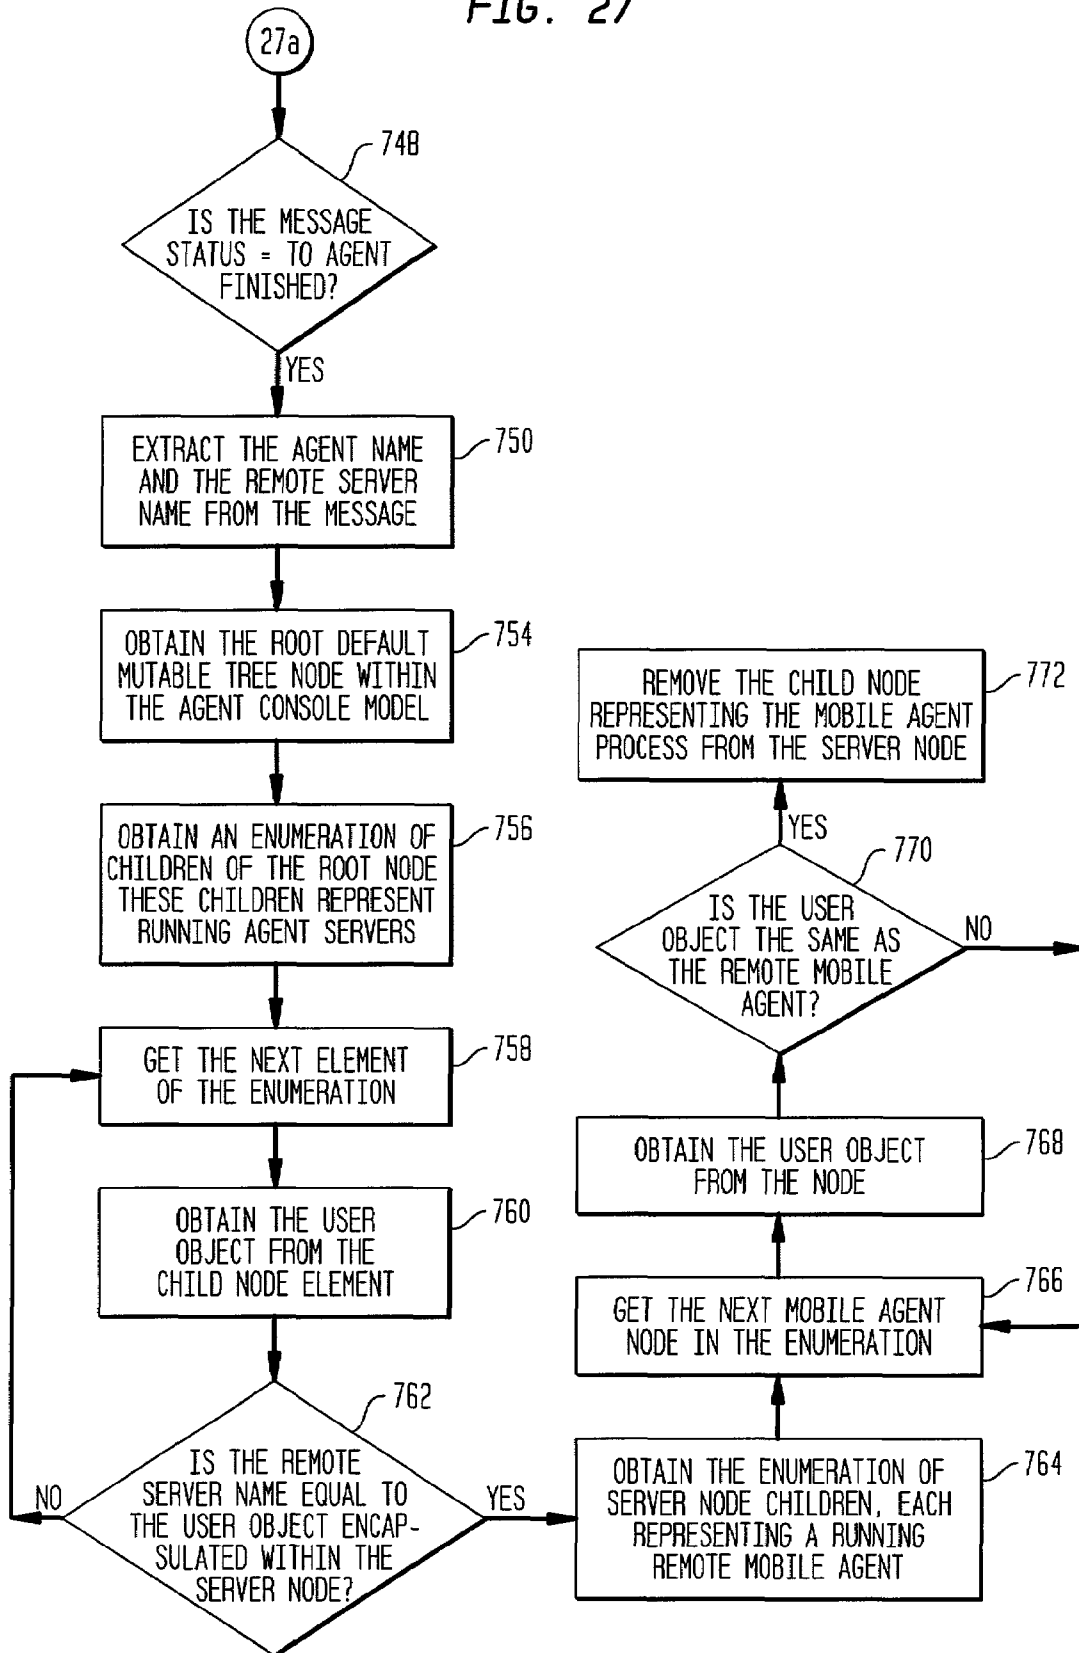 FIG. 27
27a
748
IS THE MESSAGE
STATUS = TO AGENT
FINISHED?
YES
750
EXTRACT THE AGENT NAME
AND THE REMOTE SERVER
NAME FROM THE MESSAGE
754
OBTAIN THE ROOT DEFAULT
MUTABLE TREE NODE WITHIN
THE AGENT CONSOLE MODEL
756
OBTAIN AN ENUMERATION OF
CHILDREN OF THE ROOT NODE
THESE CHILDREN REPRESENT
RUNNING AGENT SERVERS
758
GET THE NEXT ELEMENT
OF THE ENUMERATION
760
OBTAIN THE USER
OBJECT FROM THE
CHILD NODE ELEMENT
762
IS THE REMOTE
SERVER NAME EQUAL TO
THE USER OBJECT ENCAP-
SULATED WITHIN THE
SERVER NODE?
NO
YES
764
OBTAIN THE ENUMERATION OF
SERVER NODE CHILDREN, EACH
REPRESENTING A RUNNING
REMOTE MOBILE AGENT
766
GET THE NEXT MOBILE AGENT
NODE IN THE ENUMERATION
768
OBTAIN THE USER OBJECT
FROM THE NODE
770
IS THE USER
OBJECT THE SAME AS
THE REMOTE MOBILE
AGENT?
NO
YES
772
REMOVE THE CHILD NODE
REPRESENTING THE MOBILE AGENT
PROCESS FROM THE SERVER NODE